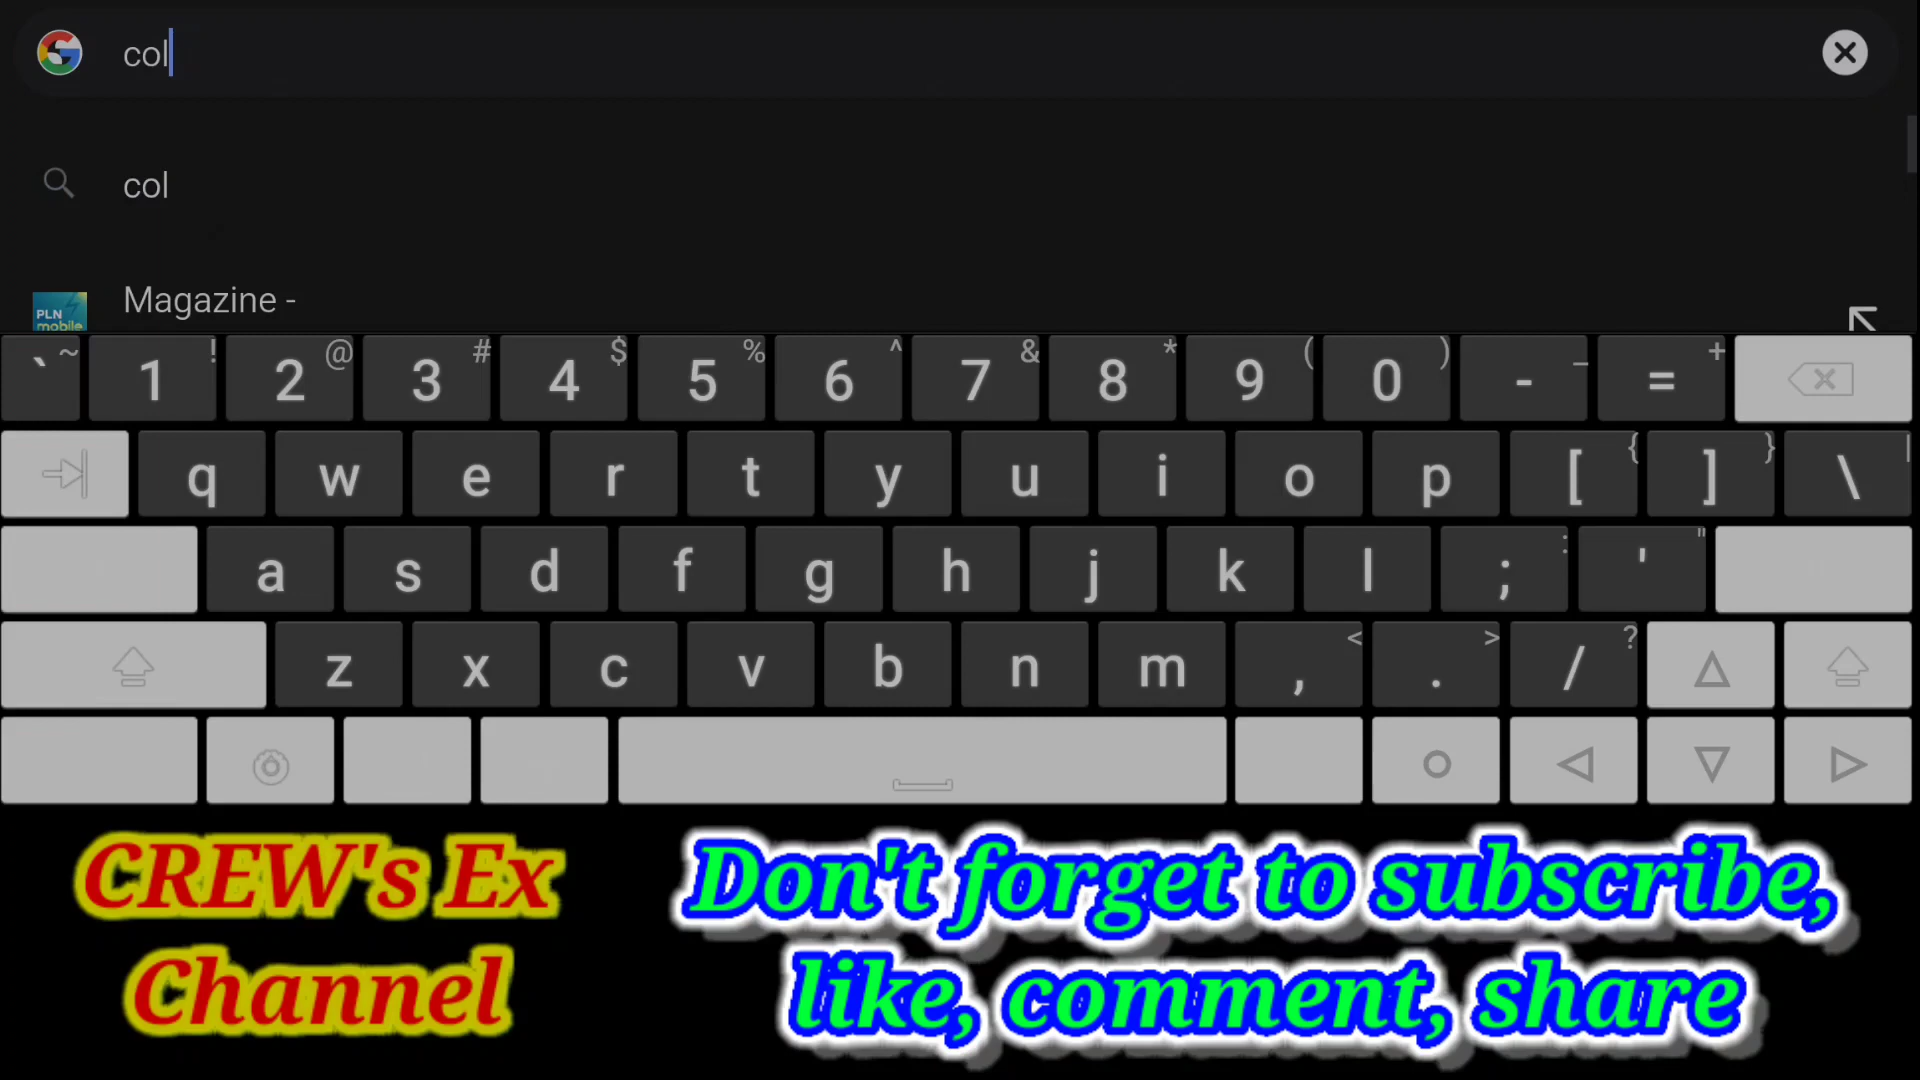 col
col
Magazine -
PLN
mobile
` ~ 1 ! 2 @ 3 # 4 $ 5 % 6 ^ 7 & 8 * 9 ( 0 ) - _ = +
q w e r t y u i o p [ { ] } \ |
a s d f g h j k l ; : ' "
z x c v b n m , < . > / ?
CREW's Ex
Channel
Don't forget to subscribe,
like, comment, share